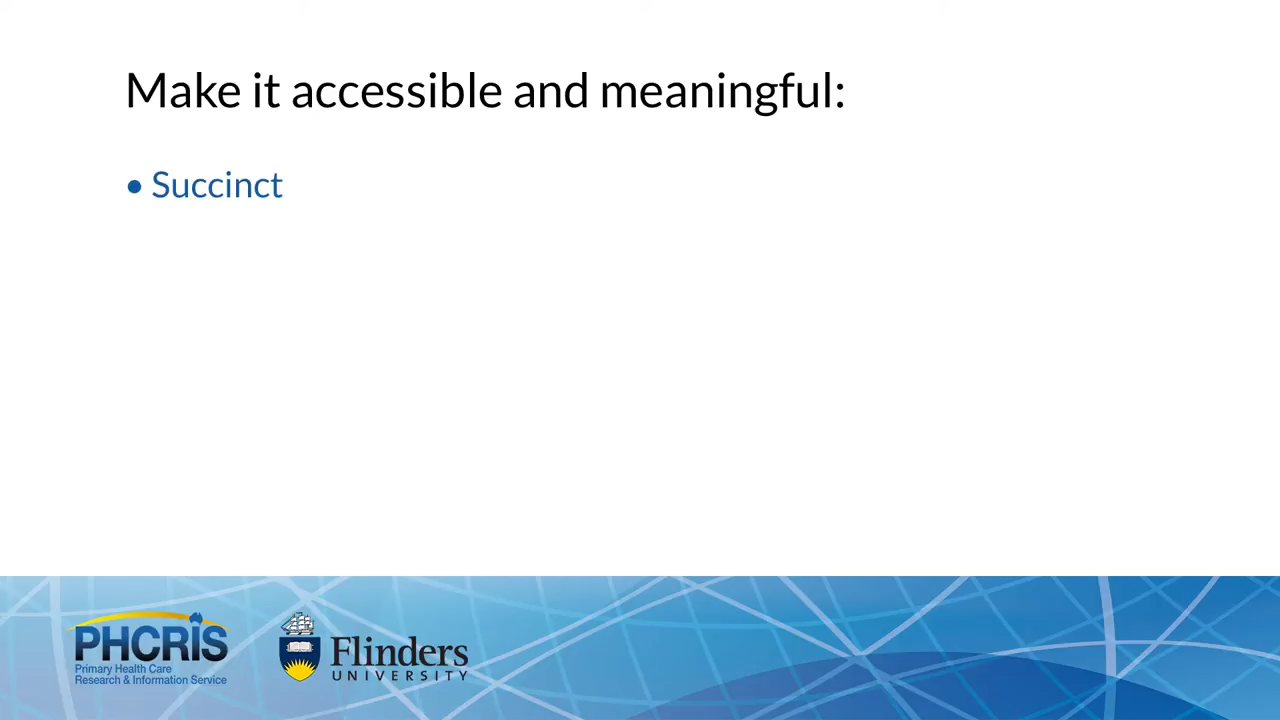 Make it accessible and meaningful:
• Succinct
PHCRIS
Primary Health Care
Research & Information Service
Flinders
UNIVERSITY